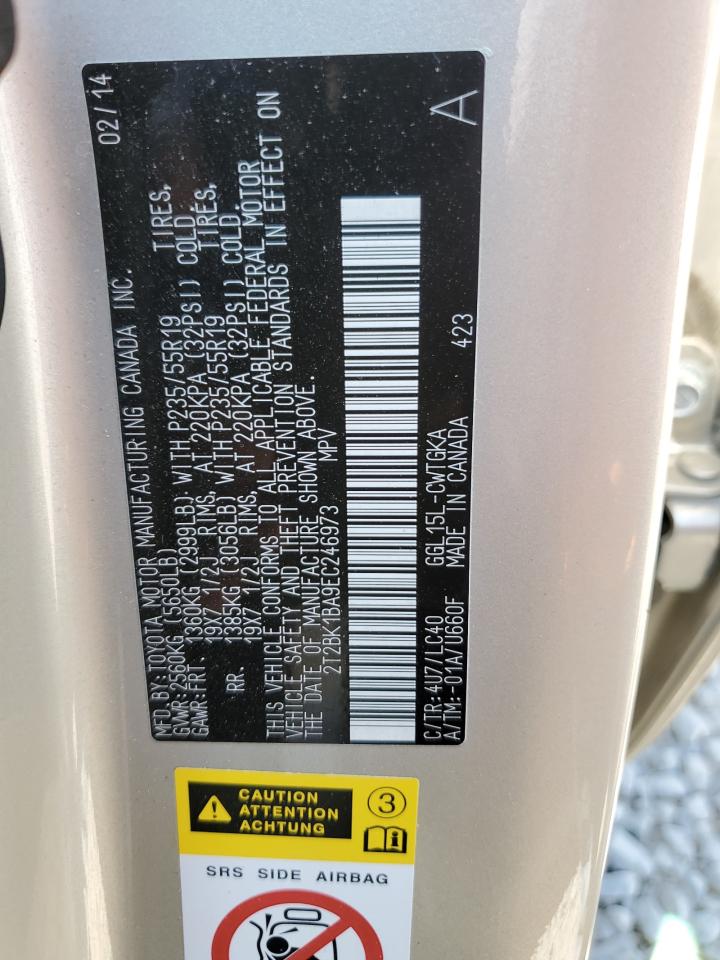 MFD. BY: TOYOTA MOTOR MANUFACTURING CANADA INC. 02/14
GVWR: 2560KG (5650LB)
GAWR: FRT. 1360KG (2999LB) WITH P235/55R19 TIRES,
19X7 1/2J RIMS, AT 220KPA (32PSI) COLD.
RR. 1385KG (3056LB) WITH P235/55R19 TIRES,
19X7 1/2J RIMS, AT 220KPA (32PSI) COLD.
THIS VEHICLE CONFORMS TO ALL APPLICABLE FEDERAL MOTOR
VEHICLE SAFETY AND THEFT PREVENTION STANDARDS IN EFFECT ON
THE DATE OF MANUFACTURE SHOWN ABOVE.
2T2BK1BA9EC246973 MPV
C/TR: 4U7/LC40 GGL15L-CWTGKA 423
A/TM: -01A/U660F MADE IN CANADA
A
CAUTION
ATTENTION
ACHTUNG
3
SRS SIDE AIRBAG